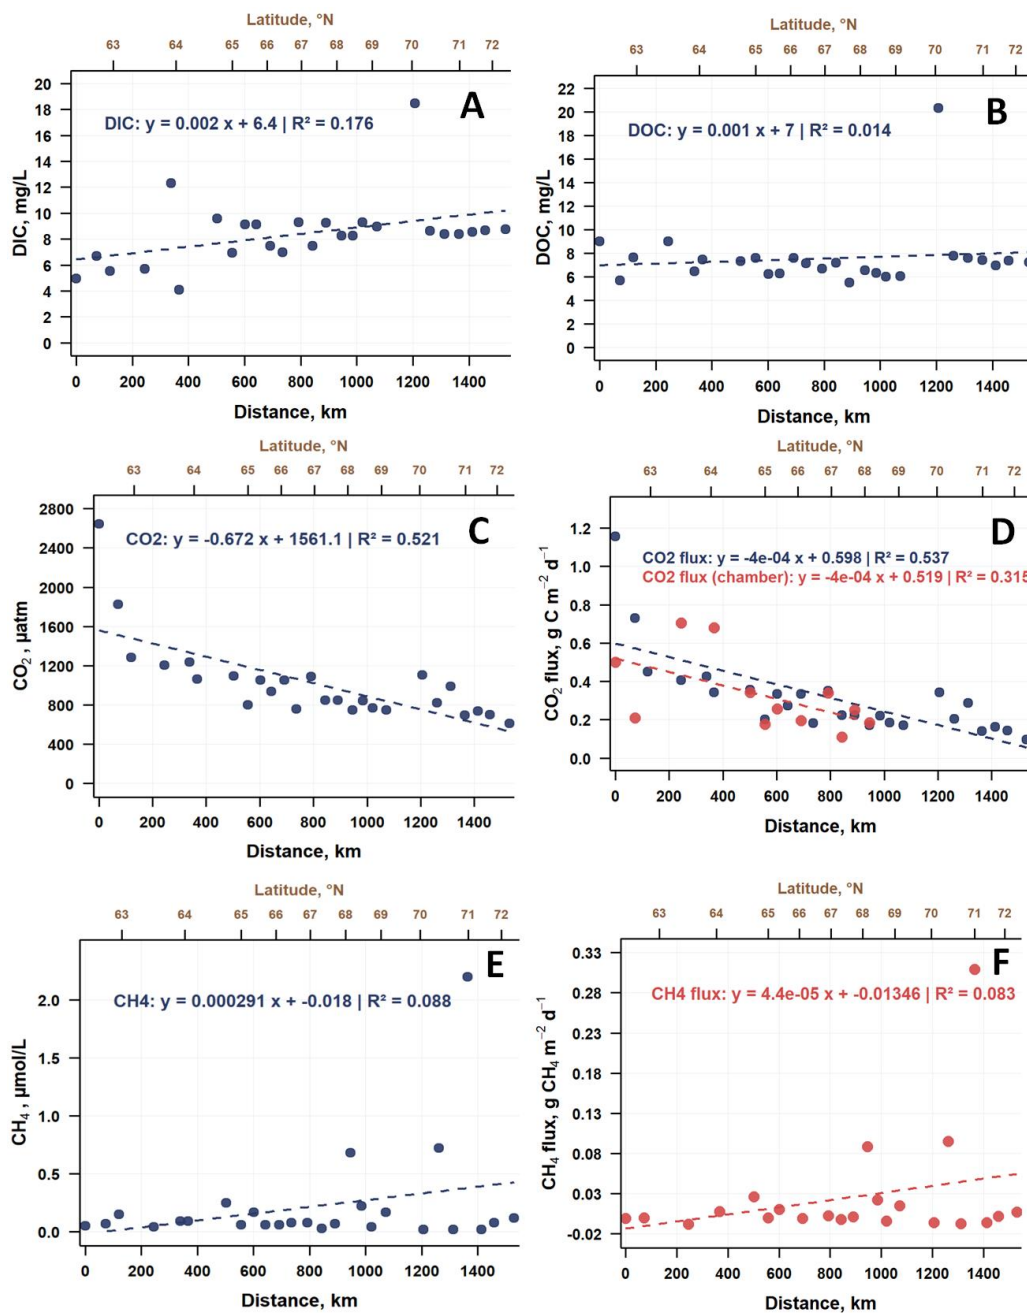 Latitude, °N
63 64 65 66 67 68 69 70 71 72
A
DIC: y = 0.002 x + 6.4 | R² = 0.176
DIC, mg/L
20
18
16
14
12
10
8
6
4
2
0
0 200 400 600 800 1000 1200 1400
Distance, km
Latitude, °N
63 64 65 66 67 68 69 70 71 72
B
DOC: y = 0.001 x + 7 | R² = 0.014
DOC, mg/L
22
20
18
16
14
12
10
8
6
4
2
0
0 200 400 600 800 1000 1200 1400
Distance, km
Latitude, °N
63 64 65 66 67 68 69 70 71 72
C
CO2: y = -0.672 x + 1561.1 | R² = 0.521
CO₂ , µatm
2800
2400
2000
1600
1200
800
400
0
0 200 400 600 800 1000 1200 1400
Distance, km
Latitude, °N
63 64 65 66 67 68 69 70 71 72
D
CO2 flux: y = -4e-04 x + 0.598 | R² = 0.537
CO2 flux (chamber): y = -4e-04 x + 0.519 | R² = 0.315
CO₂ flux, g C m⁻² d⁻¹
1.2
1.0
0.8
0.6
0.4
0.2
0.0
0 200 400 600 800 1000 1200 1400
Distance, km
Latitude, °N
63 64 65 66 67 68 69 70 71 72
E
CH4: y = 0.000291 x + -0.018 | R² = 0.088
CH₄ , µmol/L
2.0
1.5
1.0
0.5
0.0
0 200 400 600 800 1000 1200 1400
Distance, km
Latitude, °N
63 64 65 66 67 68 69 70 71 72
F
CH4 flux: y = 4.4e-05 x + -0.01346 | R² = 0.083
CH₄ flux, g CH₄ m⁻² d⁻¹
0.33
0.28
0.23
0.18
0.13
0.08
0.03
-0.02
0 200 400 600 800 1000 1200 1400
Distance, km